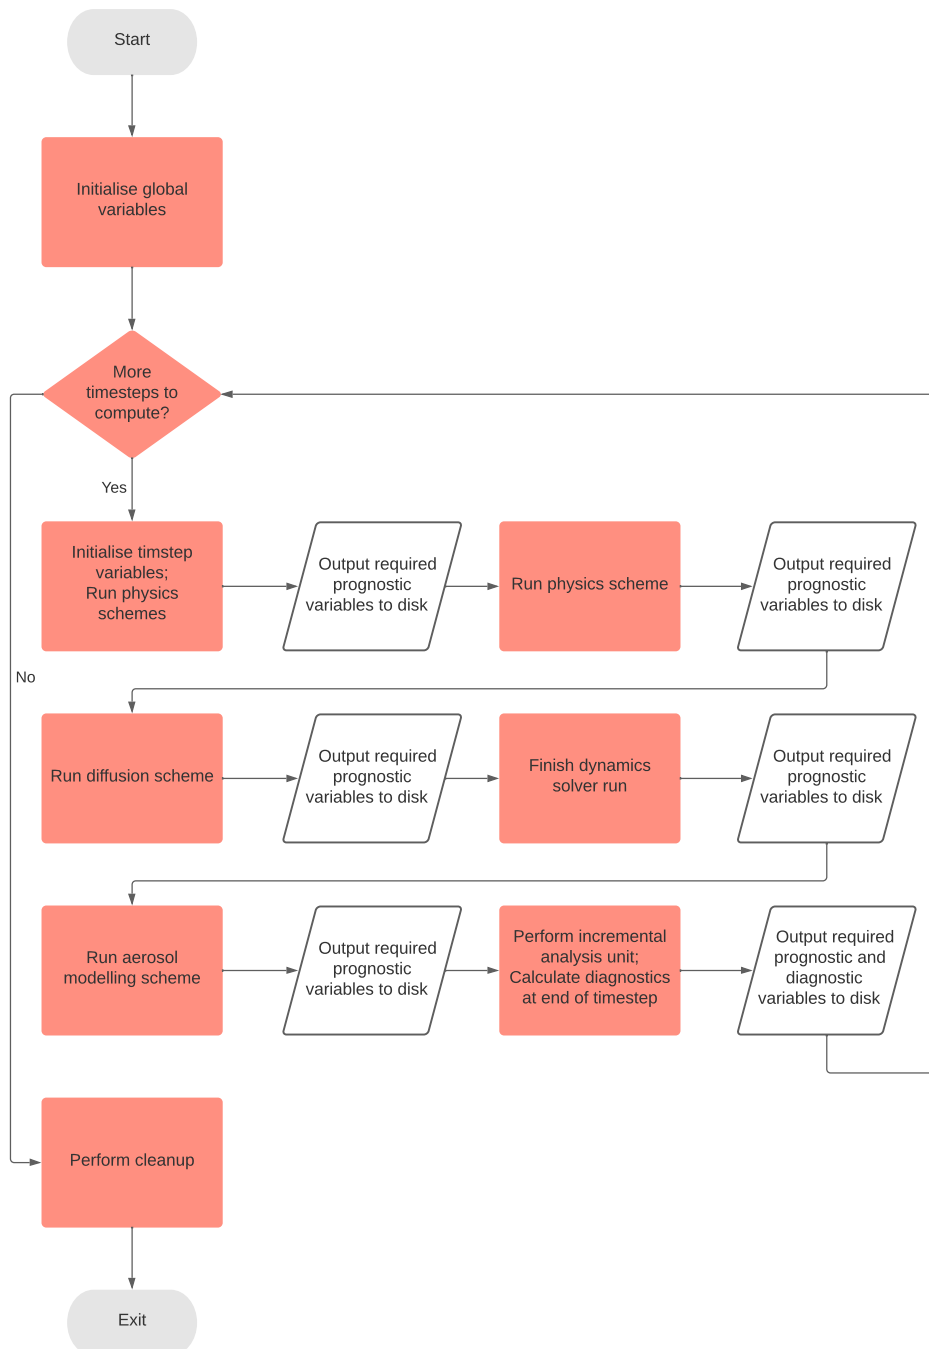 Start
Initialise global
variables
More
timesteps to
compute?
Yes
Initialise timstep
variables;
Run physics
schemes
Output required
prognostic
variables to disk
Run physics scheme
Output required
prognostic
variables to disk
No
Run diffusion scheme
Output required
prognostic
variables to disk
Finish dynamics
solver run
Output required
prognostic
variables to disk
Run aerosol
modelling scheme
Output required
prognostic
variables to disk
Perform incremental
analysis unit;
Calculate diagnostics
at end of timestep
Output required
prognostic and
diagnostic
variables to disk
Perform cleanup
Exit